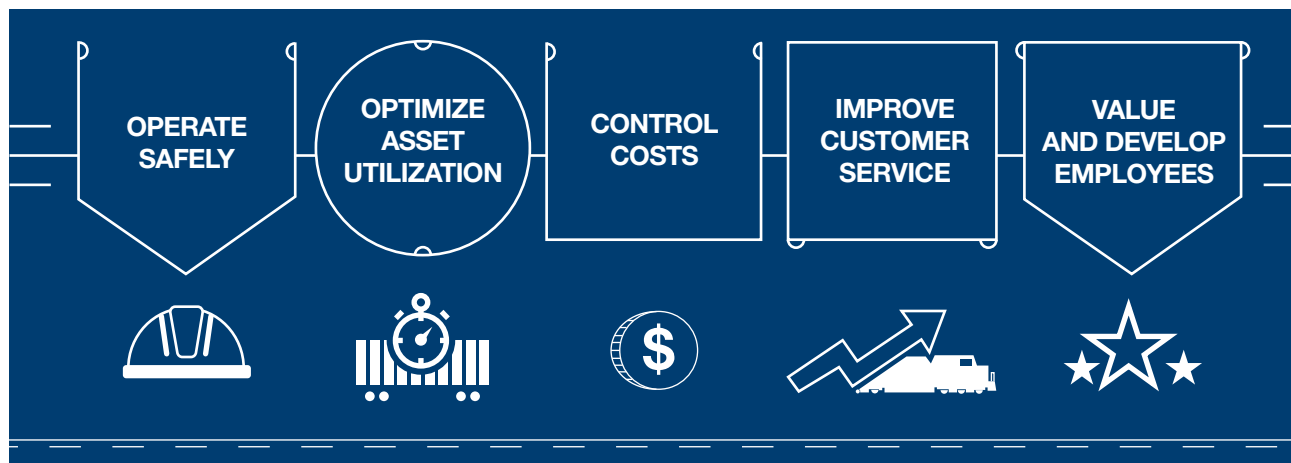 OPERATE
SAFELY
OPTIMIZE
ASSET
UTILIZATION
CONTROL
COSTS
IMPROVE
CUSTOMER
SERVICE
VALUE
AND DEVELOP
EMPLOYEES
$